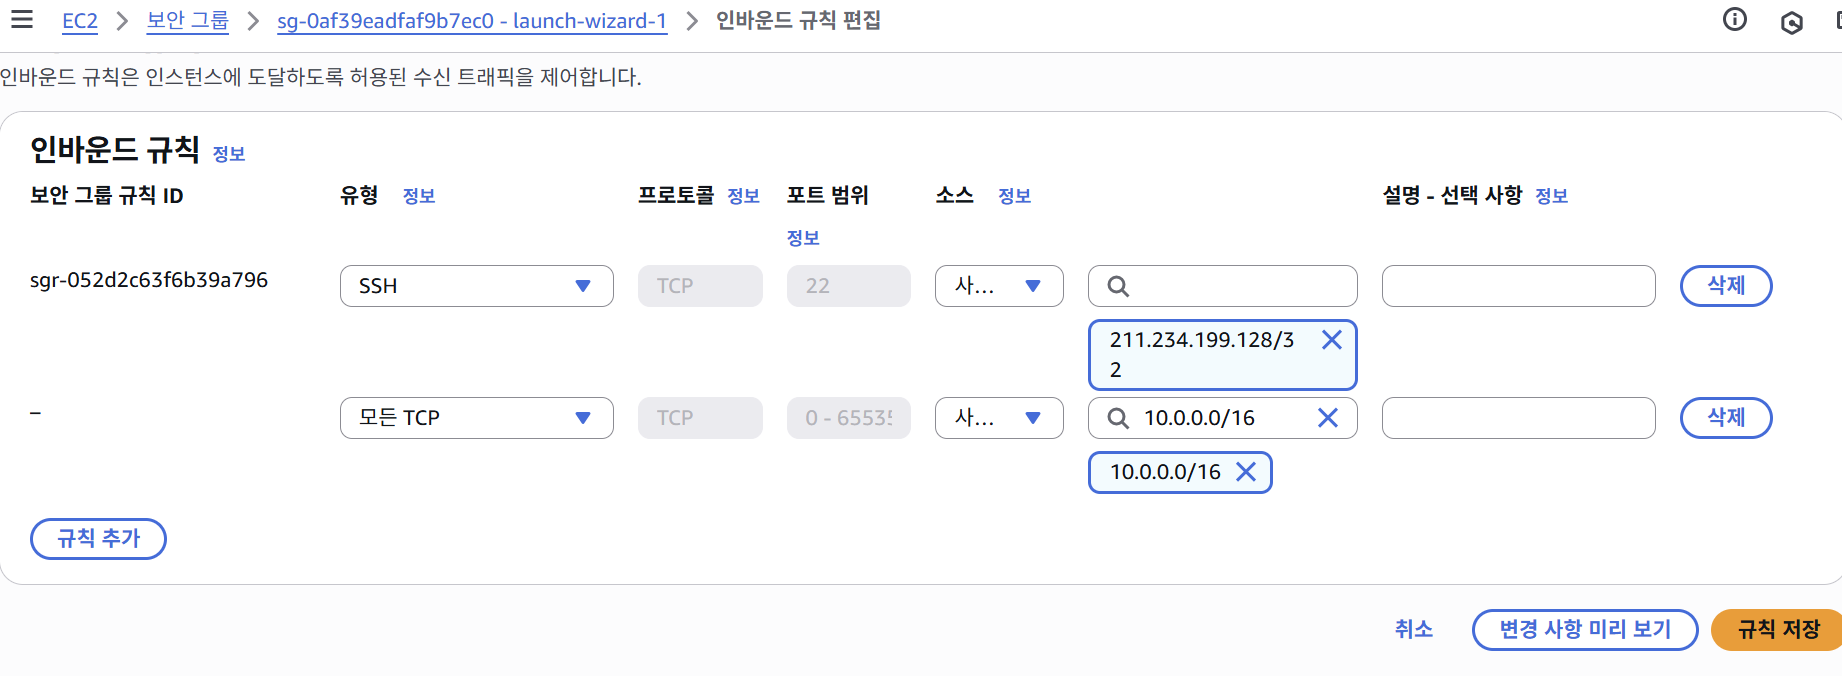 EC2 > 보안 그룹 > sg-0af39eadfaf9b7ec0 - launch-wizard-1 > 인바운드 규칙 편집
인바운드 규칙은 인스턴스에 도달하도록 허용된 수신 트래픽을 제어합니다.
인바운드 규칙 정보
보안 그룹 규칙 ID 유형 정보 프로토콜 정보 포트 범위 소스 정보 설명 - 선택 사항 정보
정보
sgr-052d2c63f6b39a796 SSH TCP 22 사... 삭제
211.234.199.128/3
2
– 모든 TCP TCP 0 - 65535 사... 10.0.0.0/16 삭제
10.0.0.0/16
규칙 추가
취소 변경 사항 미리 보기 규칙 저장